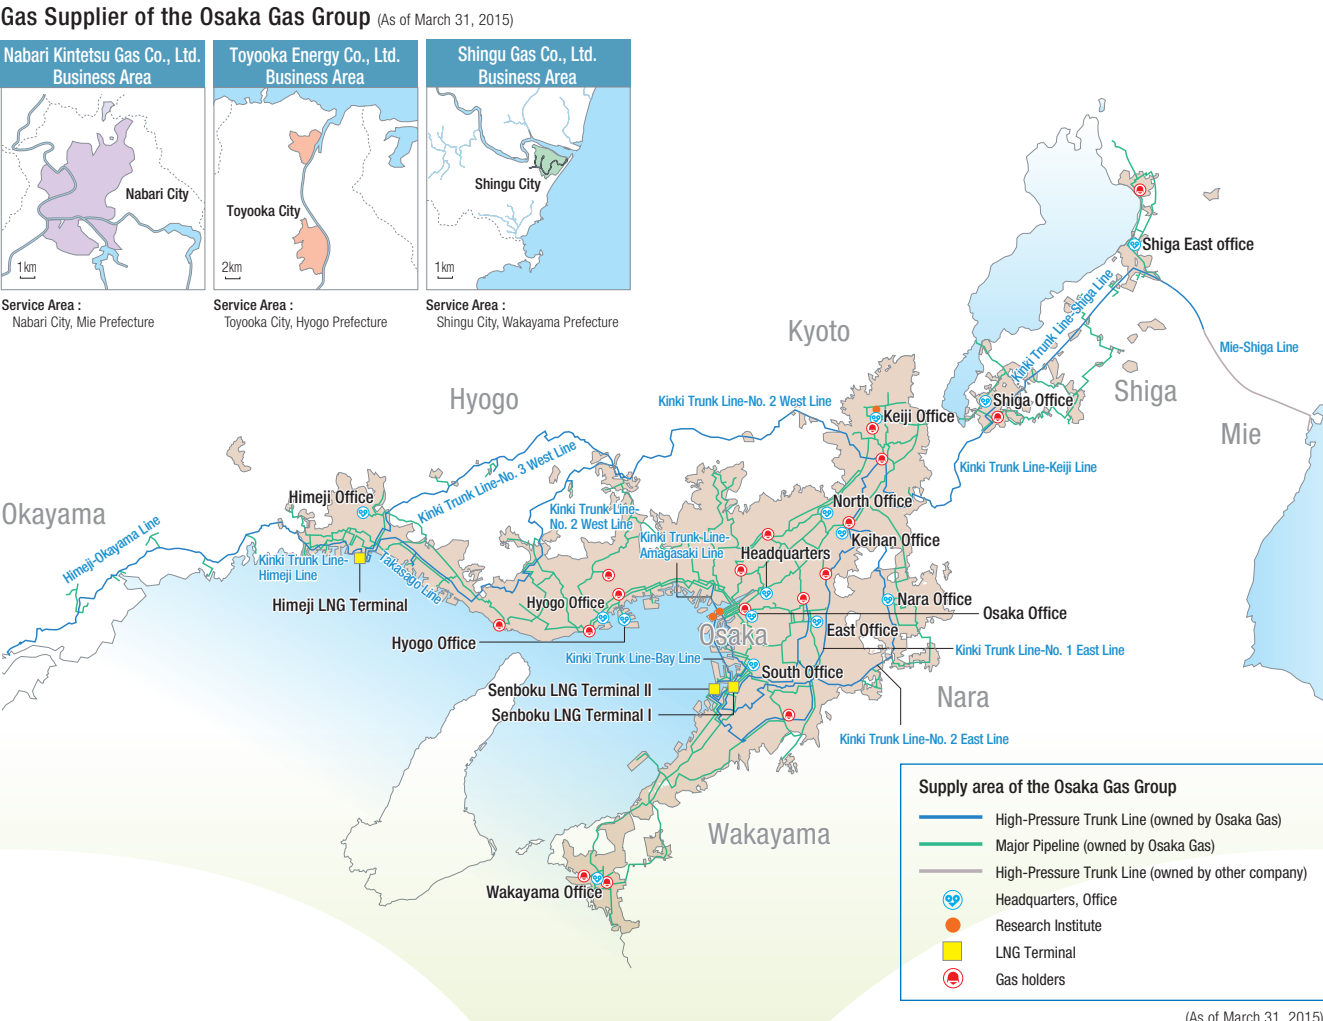 Gas Supplier of the Osaka Gas Group (As of March 31, 2015)
Nabari Kintetsu Gas Co., Ltd.
Business Area
Nabari City
1km
Service Area :
Nabari City, Mie Prefecture
Toyooka Energy Co., Ltd.
Business Area
Toyooka City
2km
Service Area :
Toyooka City, Hyogo Prefecture
Shingu Gas Co., Ltd.
Business Area
Shingu City
1km
Service Area :
Shingu City, Wakayama Prefecture
Shiga East office
Kinki Trunk Line-Shiga Line
Kyoto
Mie-Shiga Line
Shiga
Hyogo
Kinki Trunk Line-No. 2 West Line
Shiga Office
Keiji Office
Mie
Kinki Trunk Line-No. 3 West Line
Kinki Trunk Line-Keiji Line
Himeji Office
North Office
Okayama
Kinki Trunk Line-
No. 2 West Line
Himeji-Okayama Line
Kinki Trunk-Line-
Amagasaki Line
Keihan Office
Headquarters
Kinki Trunk Line-
Himeji Line
Takasago Line
Himeji LNG Terminal
Hyogo Office
Nara Office
Osaka Office
Osaka
East Office
Hyogo Office
Kinki Trunk Line-No. 1 East Line
Kinki Trunk Line-Bay Line
South Office
Senboku LNG Terminal II
Nara
Senboku LNG Terminal I
Kinki Trunk Line-No. 2 East Line
Wakayama
Wakayama Office
Supply area of the Osaka Gas Group
High-Pressure Trunk Line (owned by Osaka Gas)
Major Pipeline (owned by Osaka Gas)
High-Pressure Trunk Line (owned by other company)
Headquarters, Office
Research Institute
LNG Terminal
Gas holders
(As of March 31, 2015)